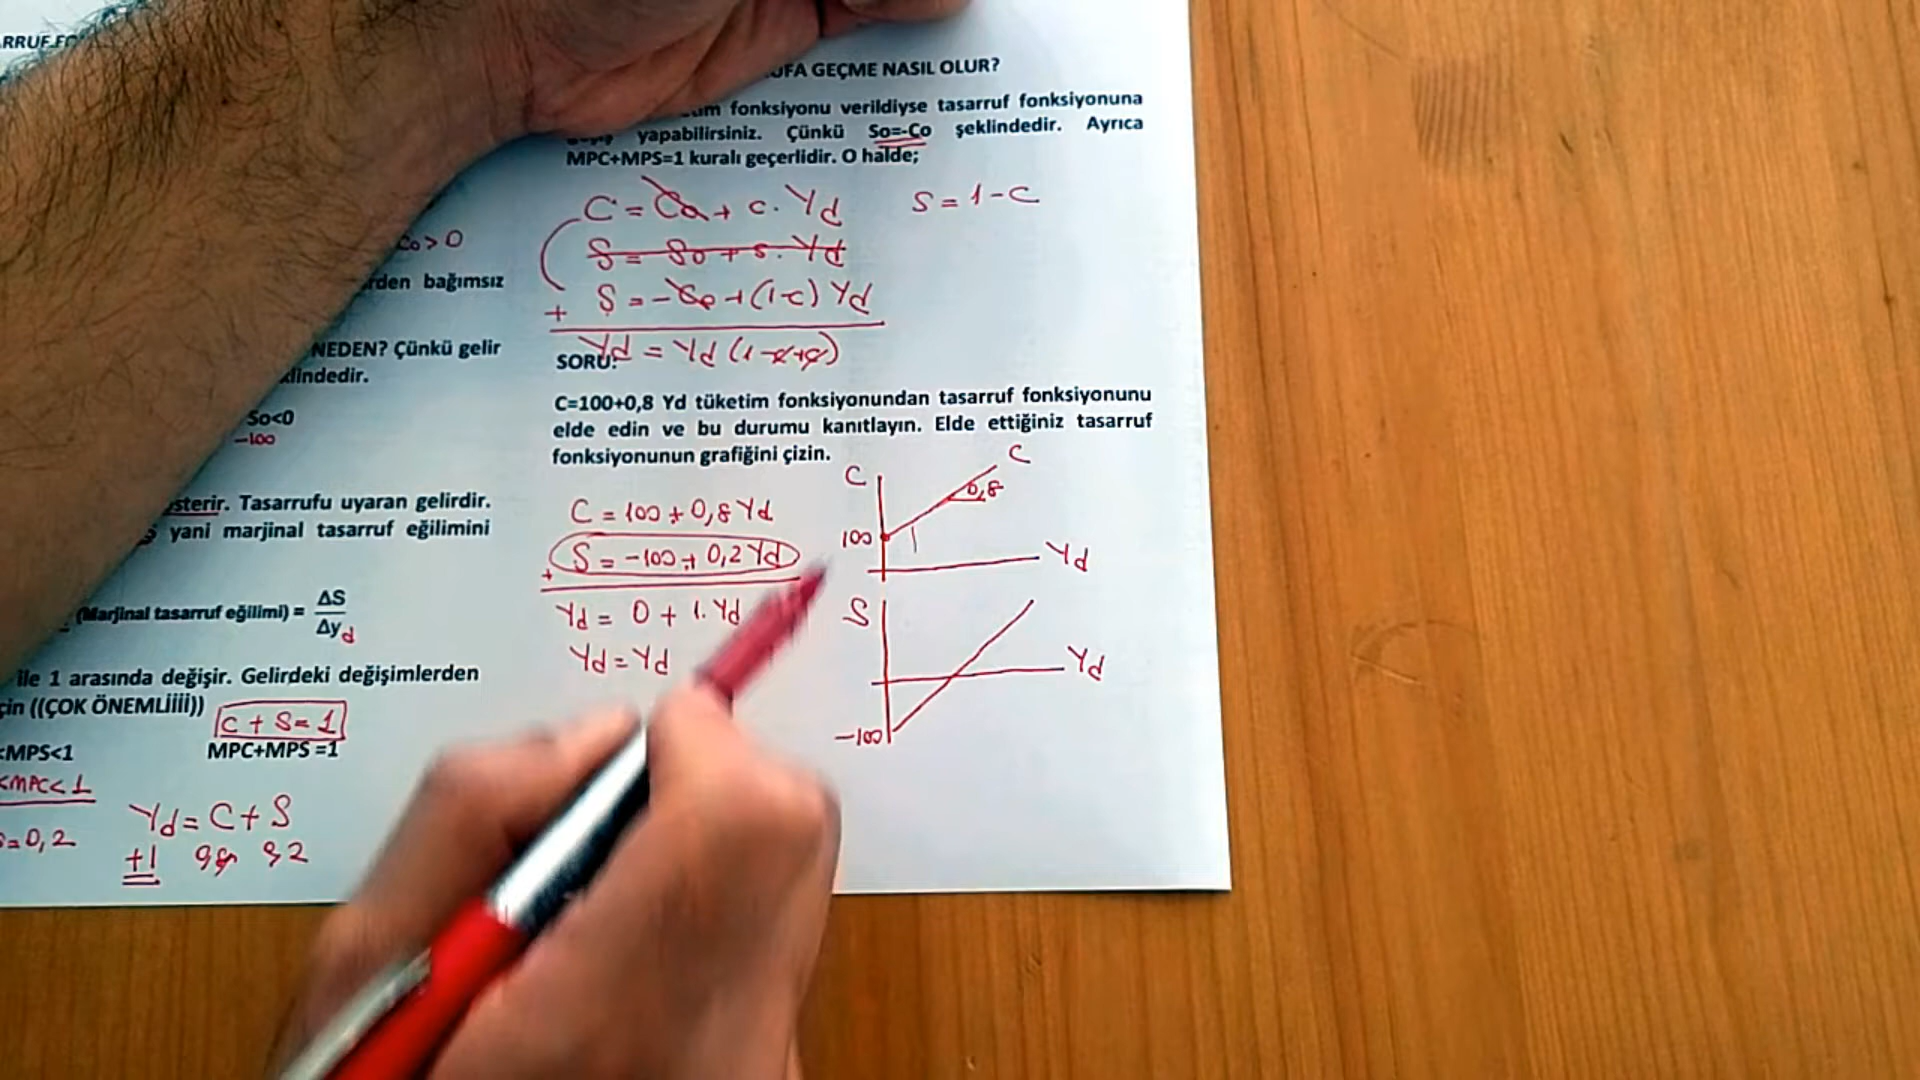 Co>0
rden bağımsız
NEDEN? Çünkü gelir
lindedir.
So<0
-100
sterir. Tasarrufu uyaran gelirdir.
yani marjinal tasarruf eğilimini
(Marjinal tasarruf eğilimi) = ΔS / Δyd
ile 1 arasında değişir. Gelirdeki değişimlerden
çin ((ÇOK ÖNEMLİİİİ))
c + s = 1
<MPS<1
MPC+MPS =1
<MPC<1
Yd = C + S
s=0,2
+1
UFA GEÇME NASIL OLUR?
fonksiyonu verildiyse tasarruf fonksiyonuna
yapabilirsiniz. Çünkü So=-Co şeklindedir. Ayrıca
MPC+MPS=1 kuralı geçerlidir. O halde;
C = Co + c. Yd
S = 1 - C
S = So + s. Yd
+ S = -Co + (1-c) Yd
Yd = Yd (1-c+c)
SORU:
C=100+0,8 Yd tüketim fonksiyonundan tasarruf fonksiyonunu
elde edin ve bu durumu kanıtlayın. Elde ettiğiniz tasarruf
fonksiyonunun grafiğini çizin.
C = 100 + 0,8 Yd
+ S = -100 + 0,2 Yd
Yd = 0 + 1. Yd
Yd = Yd
C
C
0,8
100
Yd
S
Yd
-100